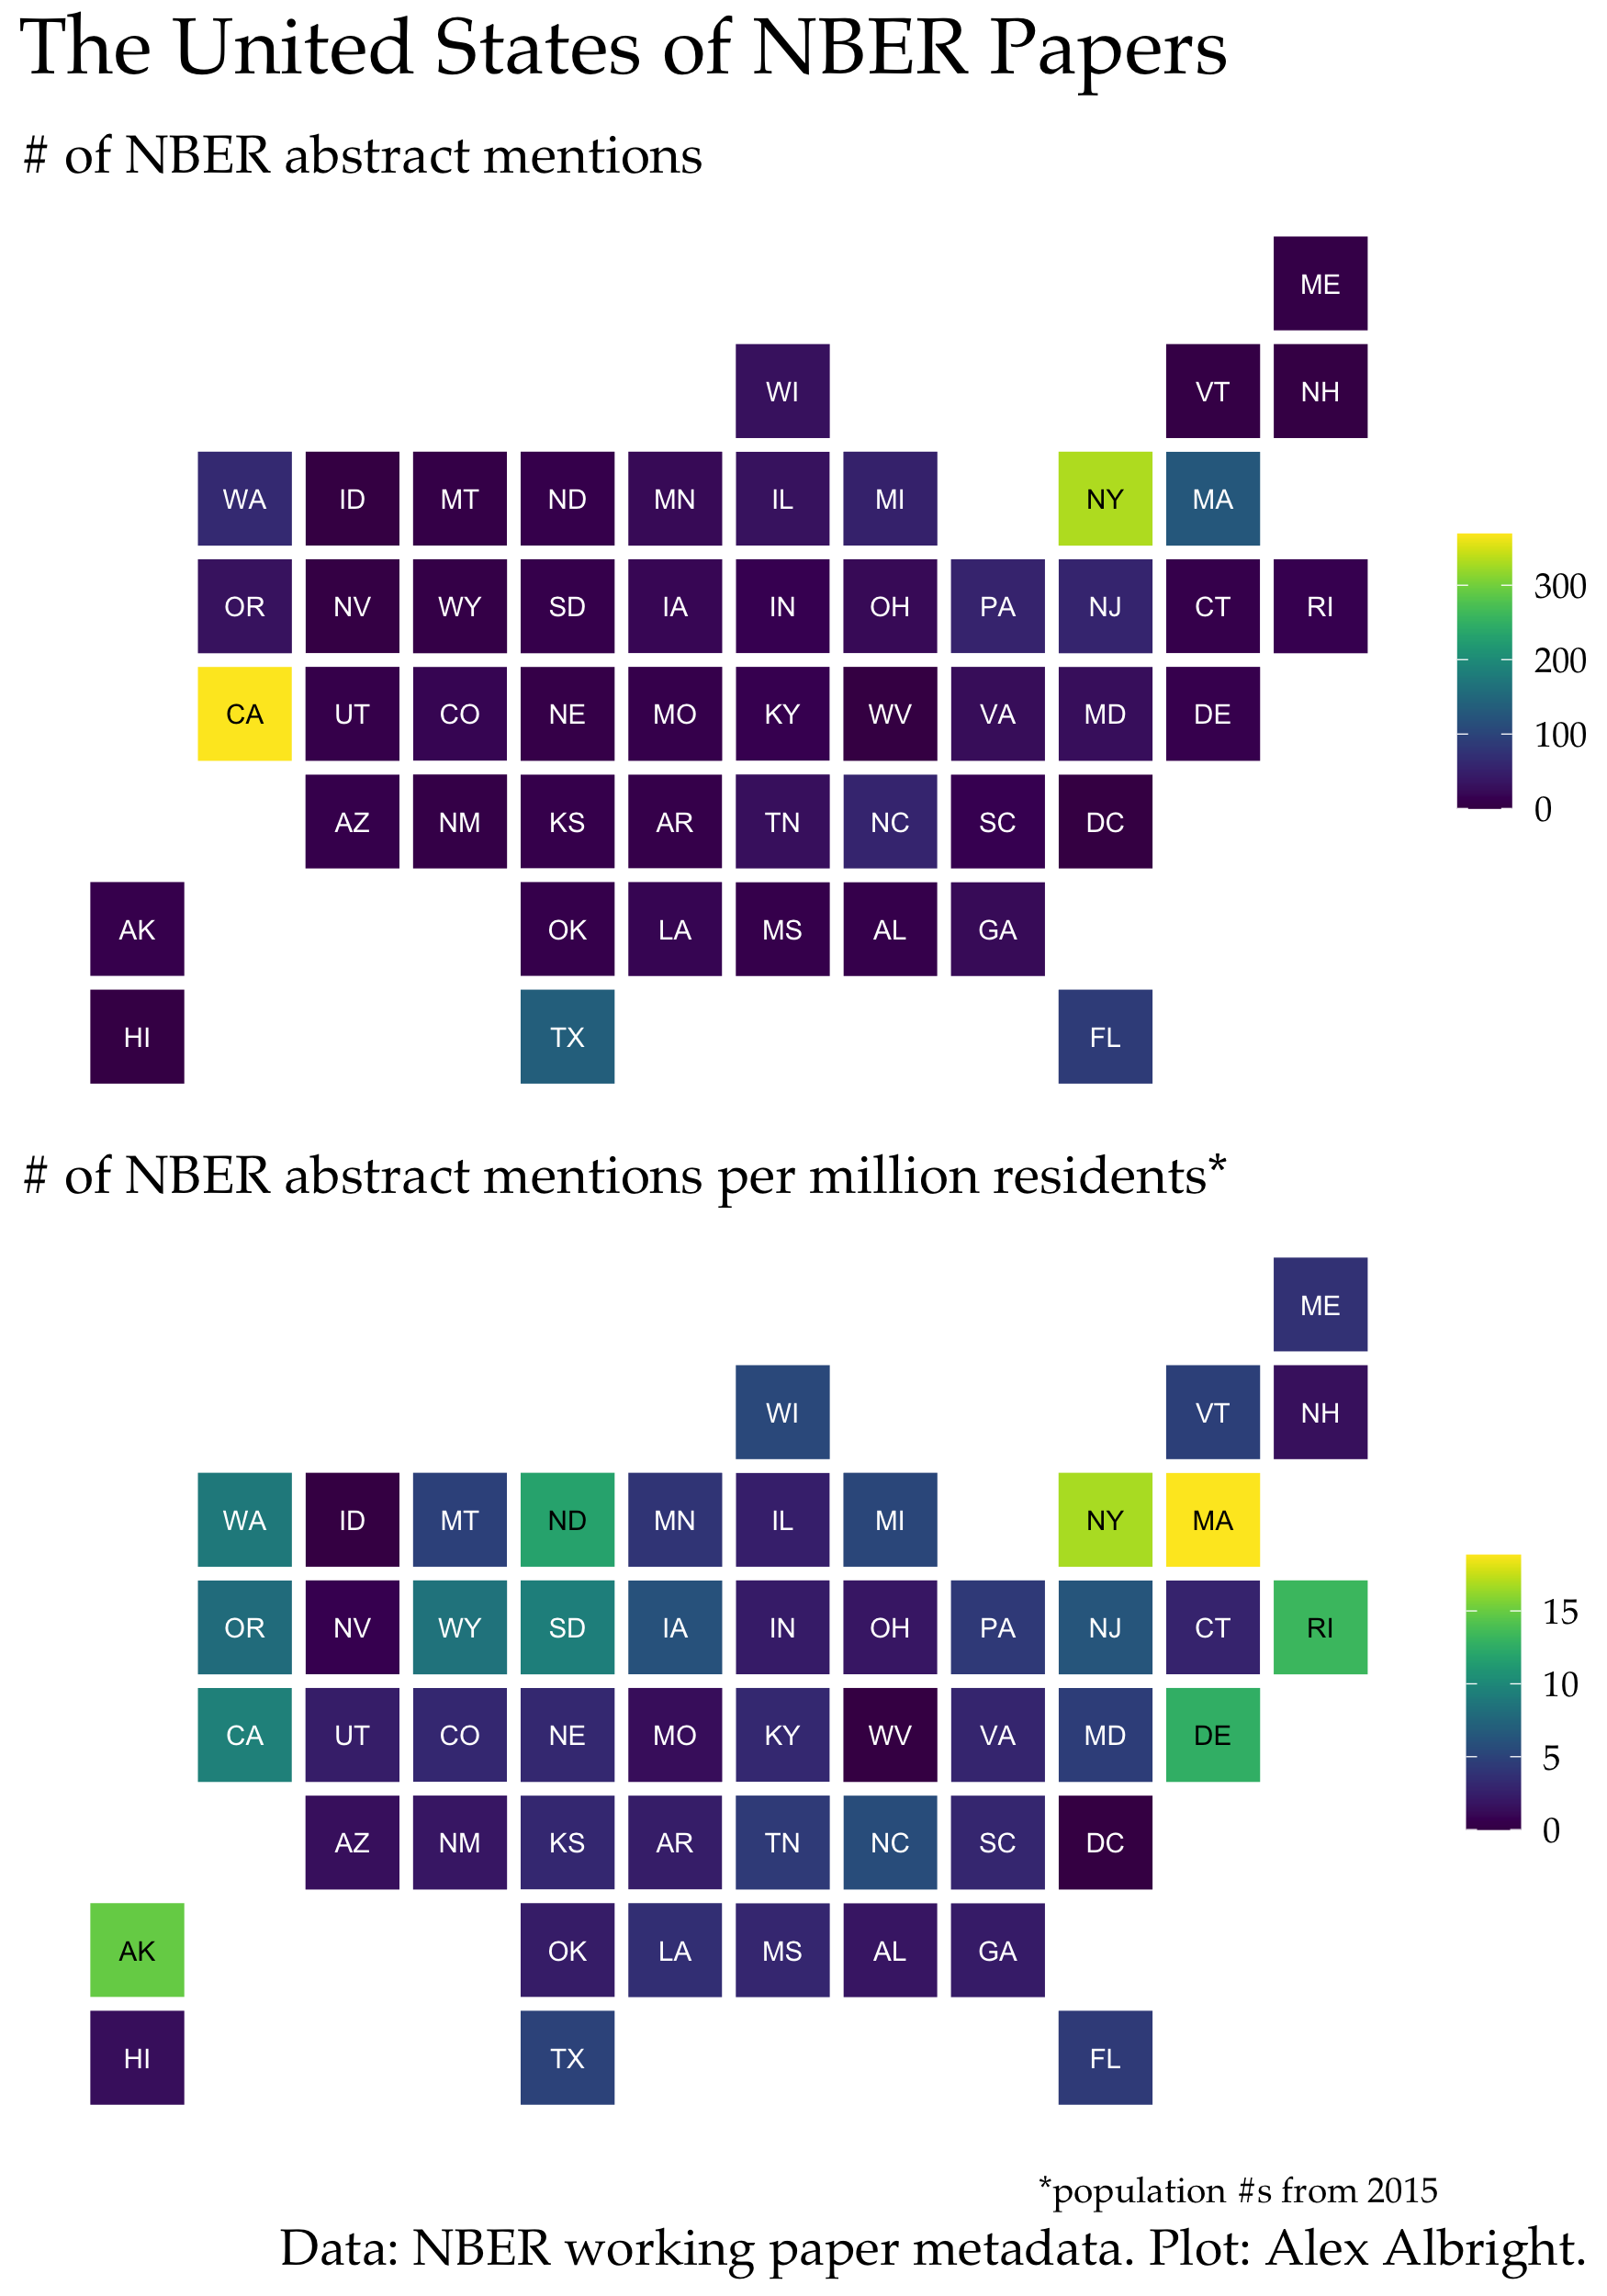 The United States of NBER Papers
# of NBER abstract mentions
ME
WI VT NH
WA ID MT ND MN IL MI NY MA
300
OR NV WY SD IA IN OH PA NJ CT RI
200
CA UT CO NE MO KY WV VA MD DE
100
AZ NM KS AR TN NC SC DC
0
AK OK LA MS AL GA
HI TX FL
# of NBER abstract mentions per million residents*
ME
WI VT NH
WA ID MT ND MN IL MI NY MA
15
OR NV WY SD IA IN OH PA NJ CT RI
10
CA UT CO NE MO KY WV VA MD DE
5
AZ NM KS AR TN NC SC DC
0
AK OK LA MS AL GA
HI TX FL
*population #s from 2015
Data: NBER working paper metadata. Plot: Alex Albright.